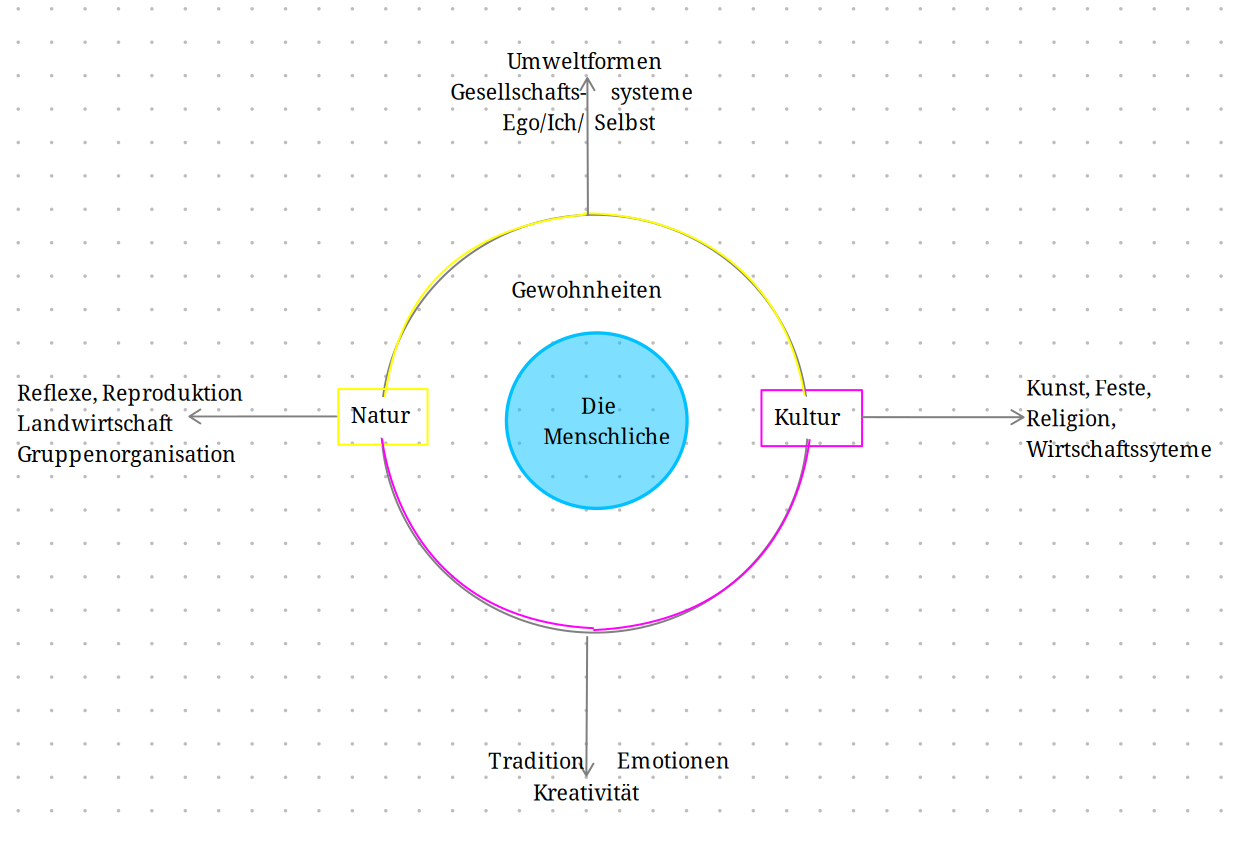 Umweltformen
Gesellschafts- systeme
Ego/Ich/ Selbst
Gewohnheiten
Reflexe, Reproduktion
Landwirtschaft
Gruppenorganisation
Natur
Die
Menschliche
Kultur
Kunst, Feste,
Religion,
Wirtschaftssyteme
Tradition Emotionen
Kreativität